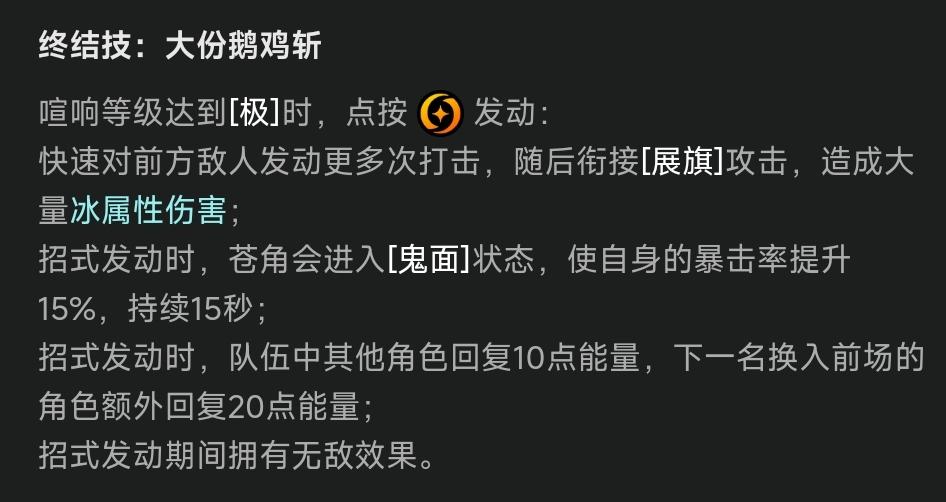 终结技：大份鹅鸡斩
喧响等级达到[极]时，点按 发动：
快速对前方敌人发动更多次打击，随后衔接[展旗]攻击，造成大
量冰属性伤害；
招式发动时，苍角会进入[鬼面]状态，使自身的暴击率提升
15%，持续15秒；
招式发动时，队伍中其他角色回复10点能量，下一名换入前场的
角色额外回复20点能量；
招式发动期间拥有无敌效果。